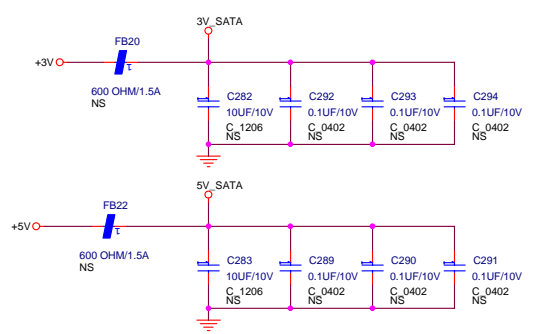 3V_SATA
FB20
+3V
1
600 OHM/1.5A
NS
C282
10UF/10V
C_1206
NS
C292
0.1UF/10V
C_0402
NS
C293
0.1UF/10V
C_0402
NS
C294
0.1UF/10V
C_0402
NS
5V_SATA
FB22
+5V
1
600 OHM/1.5A
NS
C283
10UF/10V
C_1206
NS
C289
0.1UF/10V
C_0402
NS
C290
0.1UF/10V
C_0402
NS
C291
0.1UF/10V
C_0402
NS